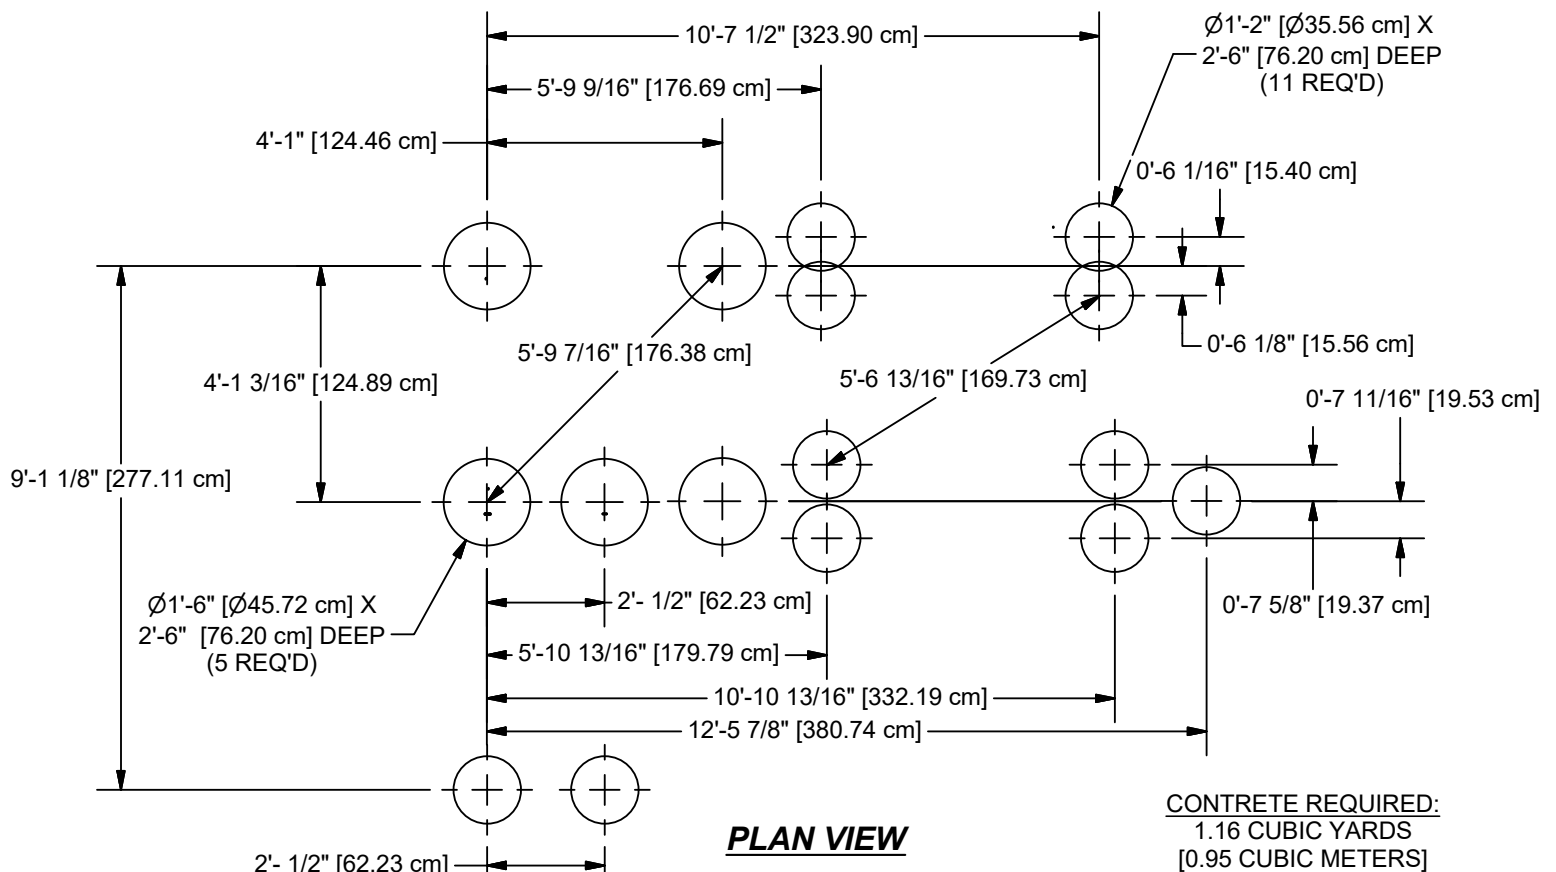 10'-7 1/2" [323.90 cm]
Ø1'-2" [Ø35.56 cm] X
2'-6" [76.20 cm] DEEP
(11 REQ'D)
5'-9 9/16" [176.69 cm]
4'-1" [124.46 cm]
0'-6 1/16" [15.40 cm]
5'-9 7/16" [176.38 cm]
0'-6 1/8" [15.56 cm]
4'-1 3/16" [124.89 cm]
5'-6 13/16" [169.73 cm]
0'-7 11/16" [19.53 cm]
9'-1 1/8" [277.11 cm]
Ø1'-6" [Ø45.72 cm] X
2'-6" [76.20 cm] DEEP
(5 REQ'D)
2'- 1/2" [62.23 cm]
0'-7 5/8" [19.37 cm]
5'-10 13/16" [179.79 cm]
10'-10 13/16" [332.19 cm]
12'-5 7/8" [380.74 cm]
PLAN VIEW
CONTRETE REQUIRED:
1.16 CUBIC YARDS
[0.95 CUBIC METERS]
2'- 1/2" [62.23 cm]